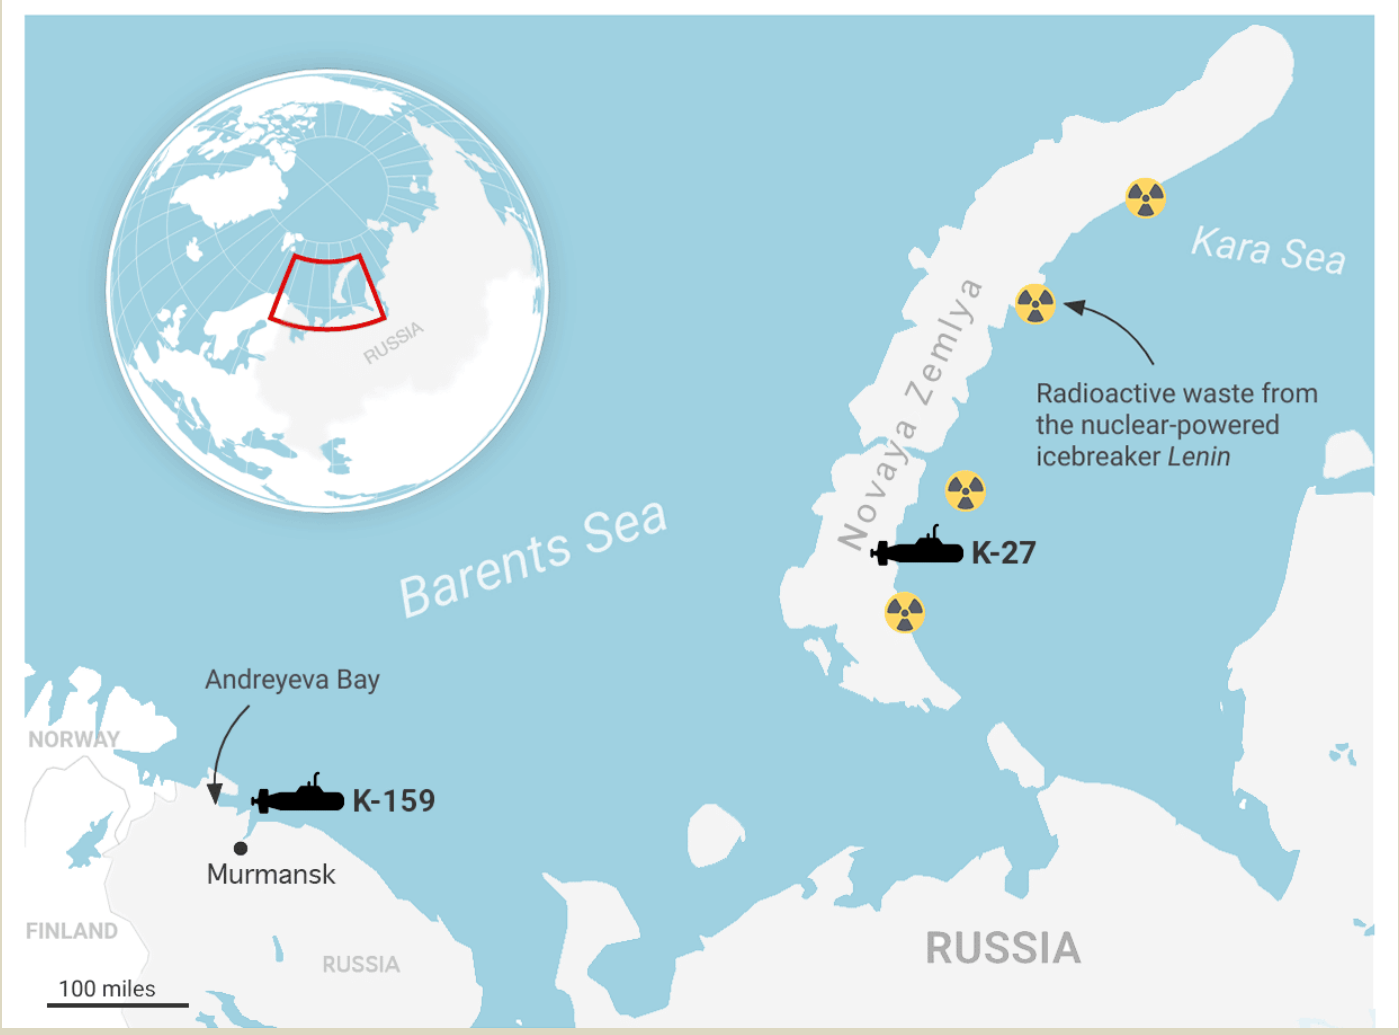 RUSSIA
Kara Sea
Novaya Zemlya
Radioactive waste from
the nuclear-powered
icebreaker Lenin
Barents Sea
K-27
Andreyeva Bay
NORWAY
K-159
Murmansk
FINLAND
RUSSIA
RUSSIA
100 miles